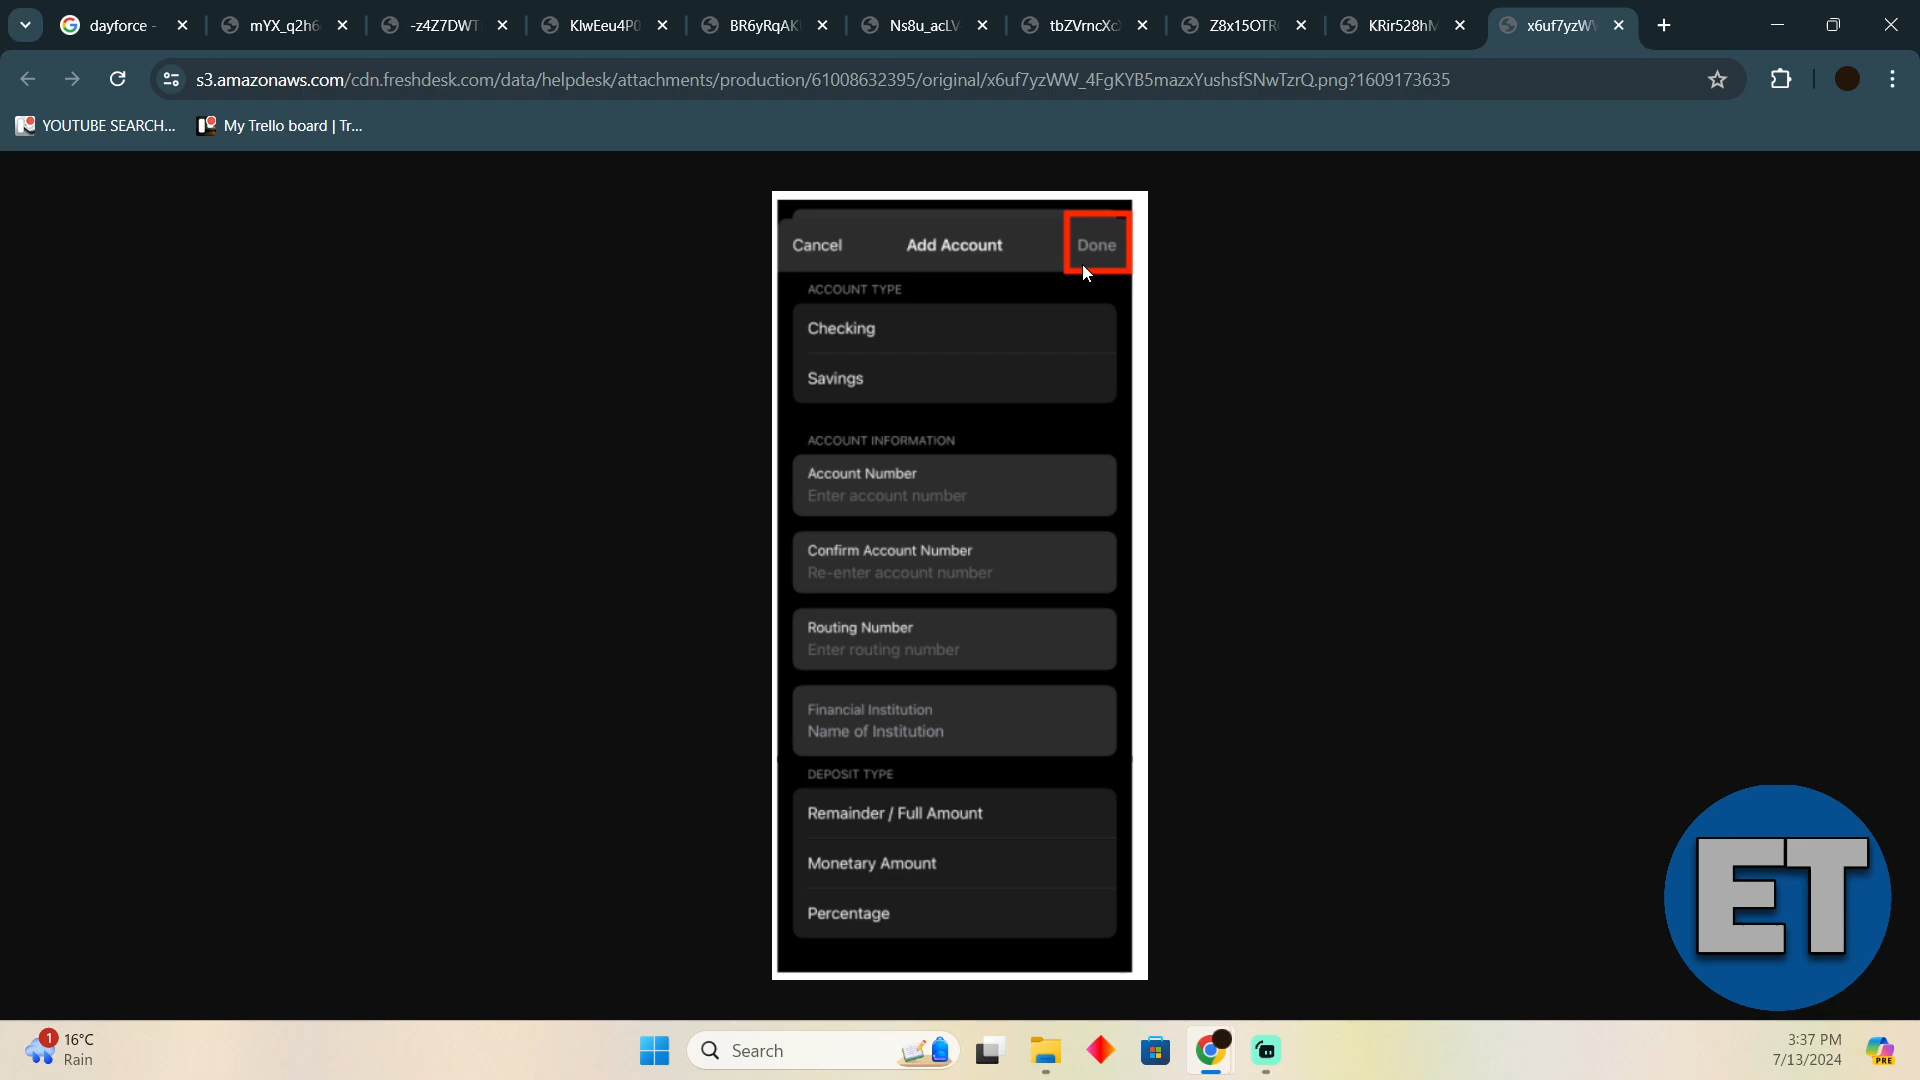 dayforce -
mYX_q2h6
-z4Z7DWT
KlwEeu4P0
BR6yRqAK
Ns8u_acLV
tbZVrncXc
Z8x15OTR
KRir528hM
x6uf7yzWV
s3.amazonaws.com/cdn.freshdesk.com/data/helpdesk/attachments/production/61008632395/original/x6uf7yzWW_4FgKYB5mazxYushsfSNwTzrQ.png?1609173635
YOUTUBE SEARCH...
My Trello board | Tr...
Cancel
Add Account
Done
ACCOUNT TYPE
Checking
Savings
ACCOUNT INFORMATION
Account Number
Enter account number
Confirm Account Number
Re-enter account number
Routing Number
Enter routing number
Financial Institution
Name of Institution
DEPOSIT TYPE
Remainder / Full Amount
Monetary Amount
Percentage
ET
1
16°C
Rain
Search
3:37 PM
7/13/2024
PRE